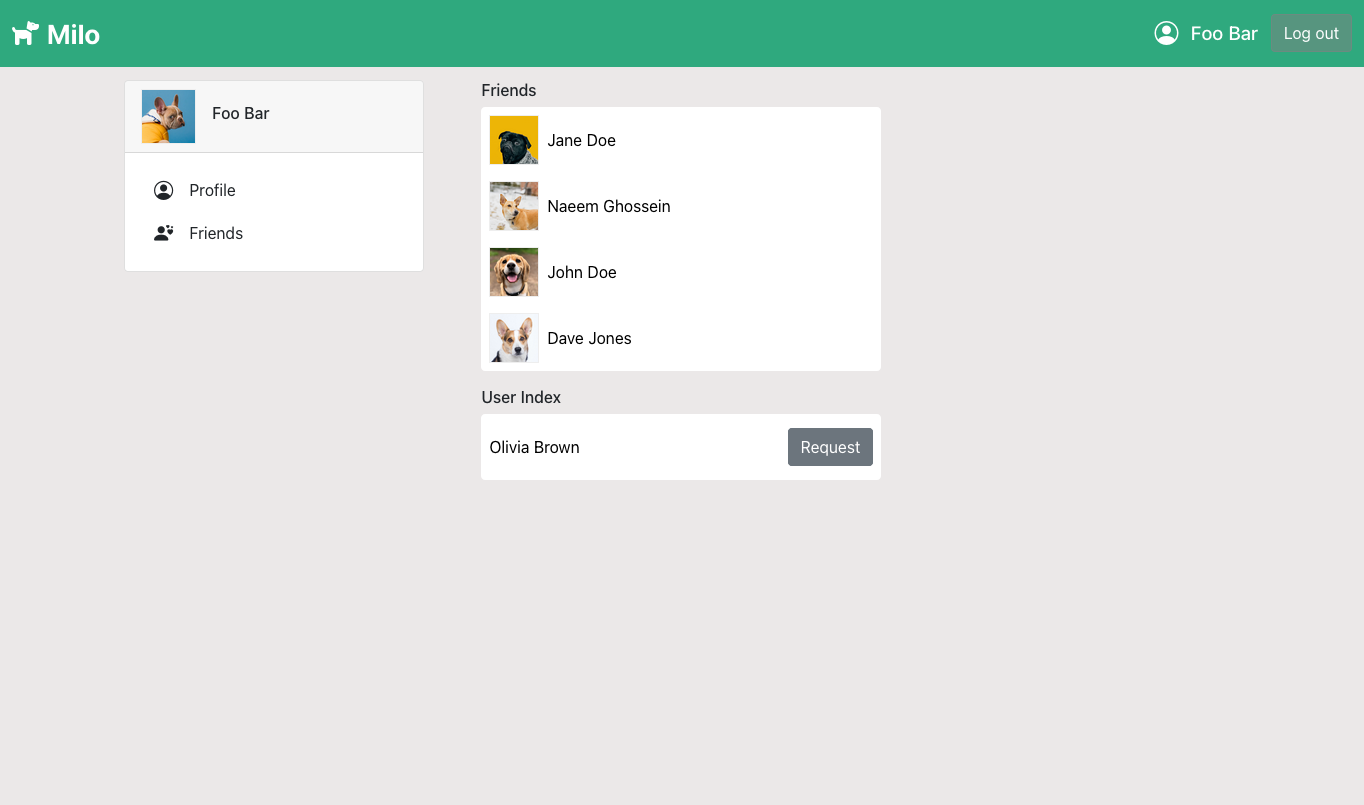 Milo
Foo Bar
Log out
Foo Bar
Profile
Friends
Friends
Jane Doe
Naeem Ghossein
John Doe
Dave Jones
User Index
Olivia Brown
Request